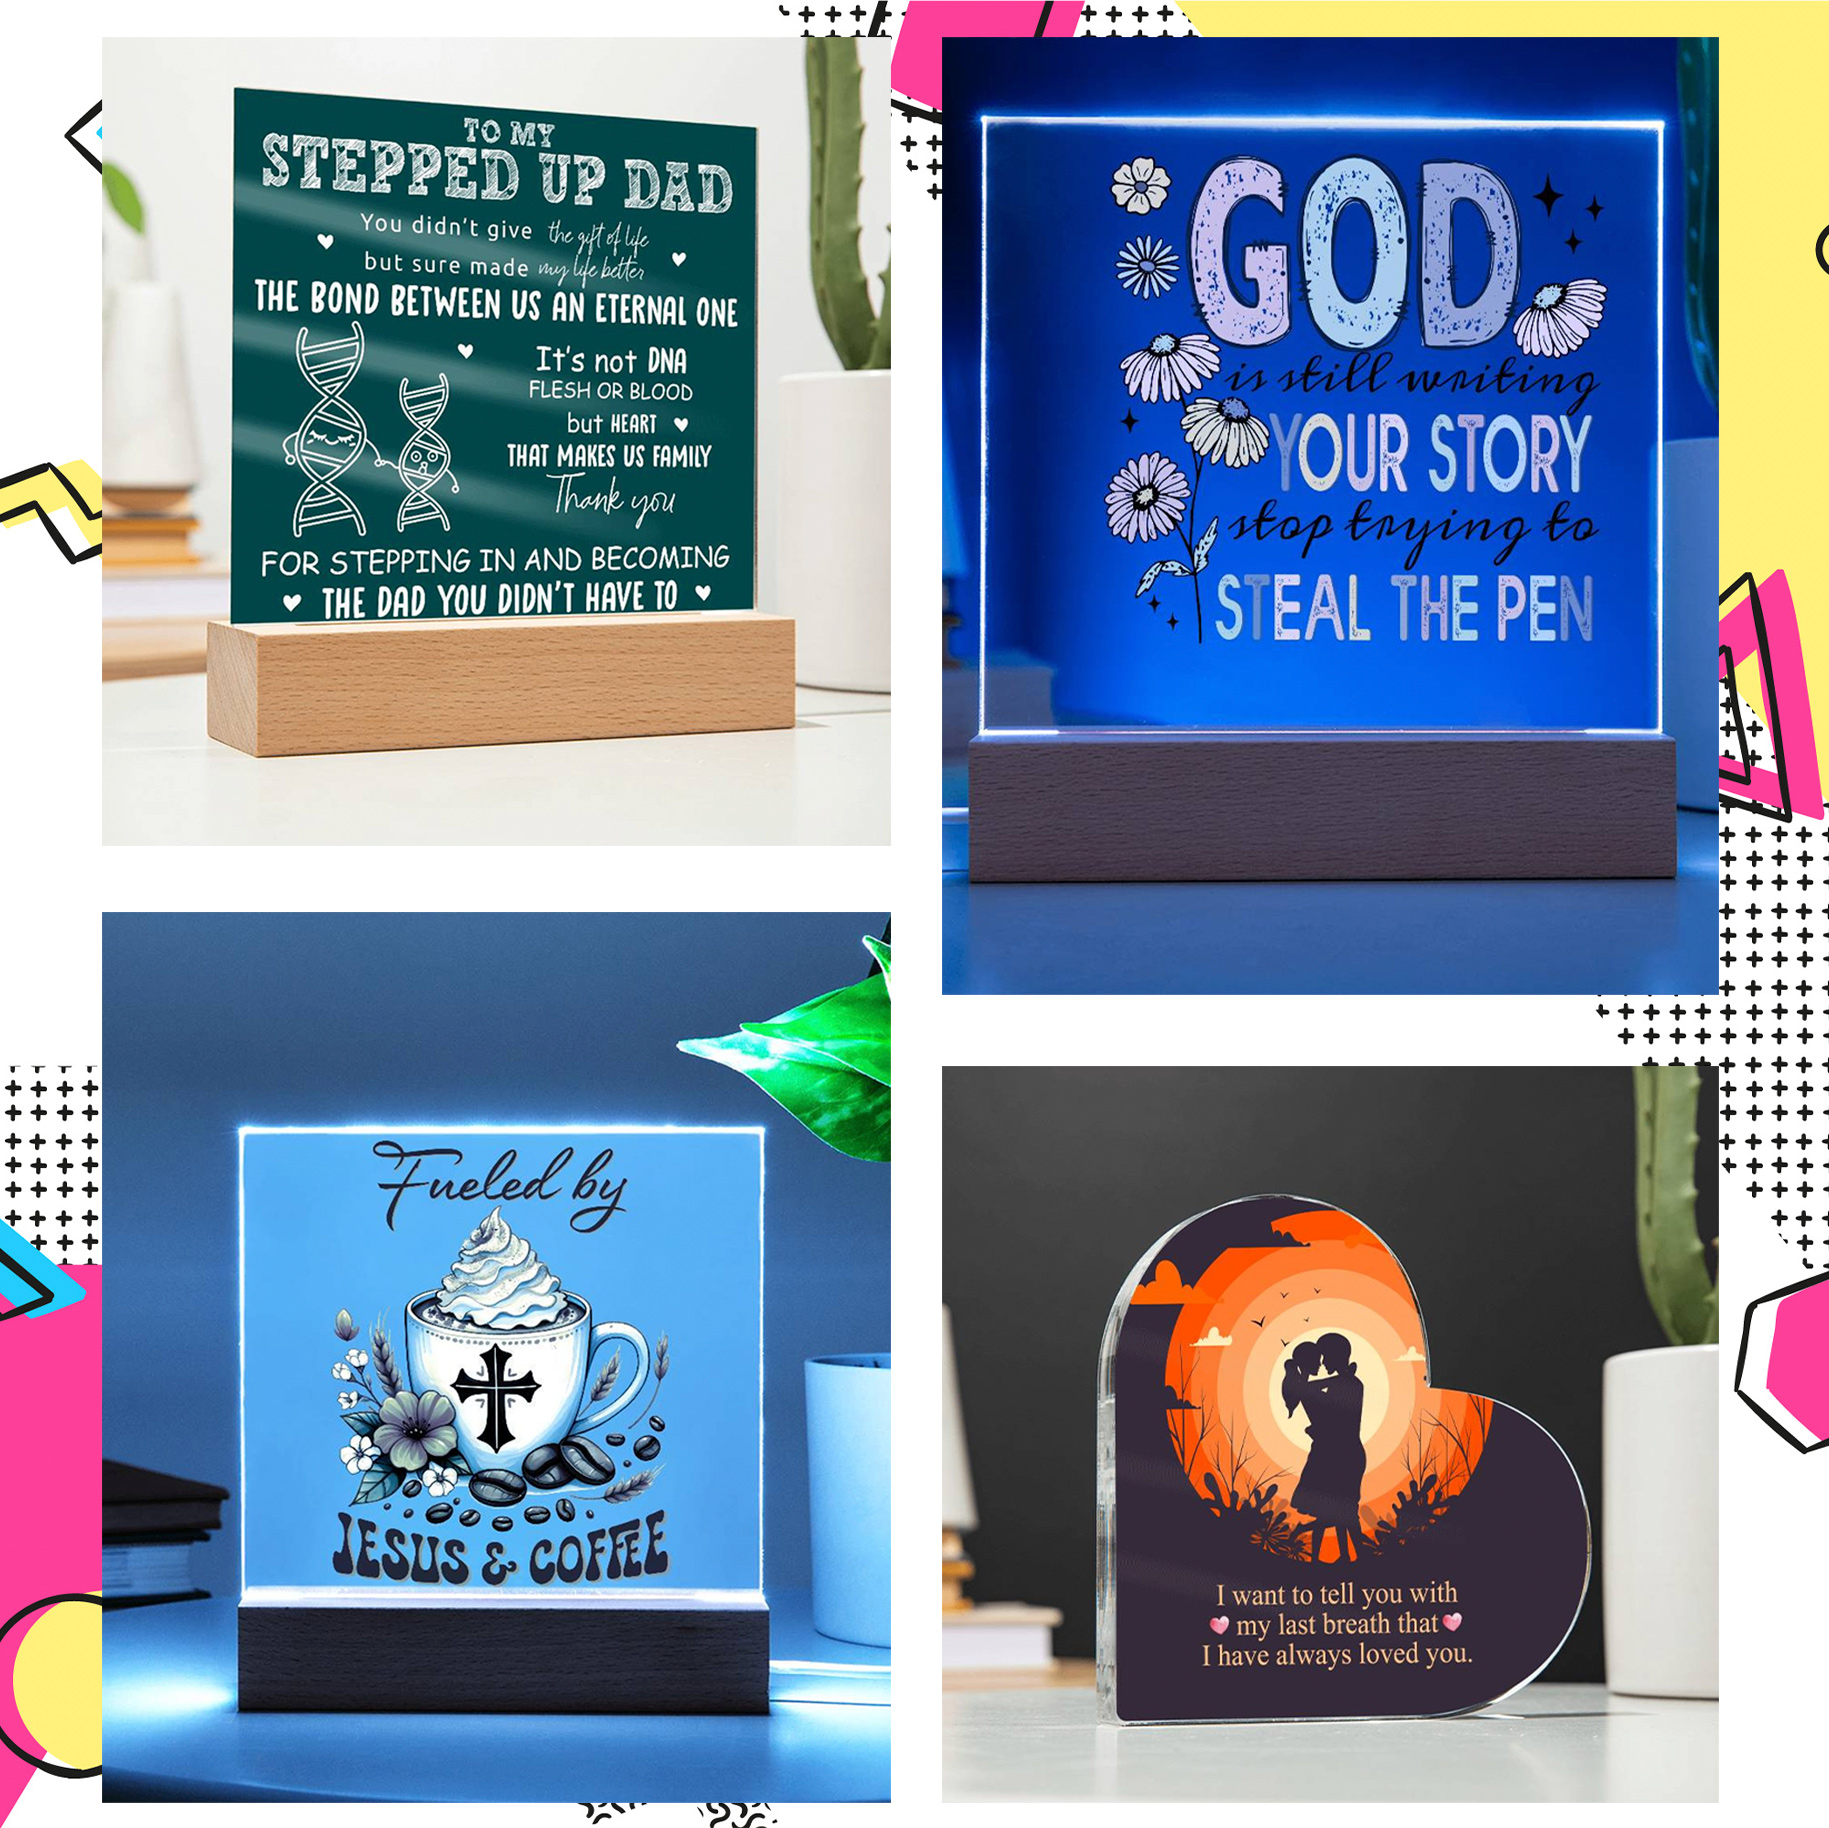 TO MY
STEPPED UP DAD
You didn't give the gift of life
but sure made my life better
THE BOND BETWEEN US AN ETERNAL ONE
It's not DNA
FLESH OR BLOOD
but HEART
THAT MAKES US FAMILY
Thank you
FOR STEPPING IN AND BECOMING
THE DAD YOU DIDN'T HAVE TO
GOD
is still writing
YOUR STORY
stop trying to
STEAL THE PEN
Fueled by
JESUS & COFFEE
I want to tell you with
my last breath that
I have always loved you.